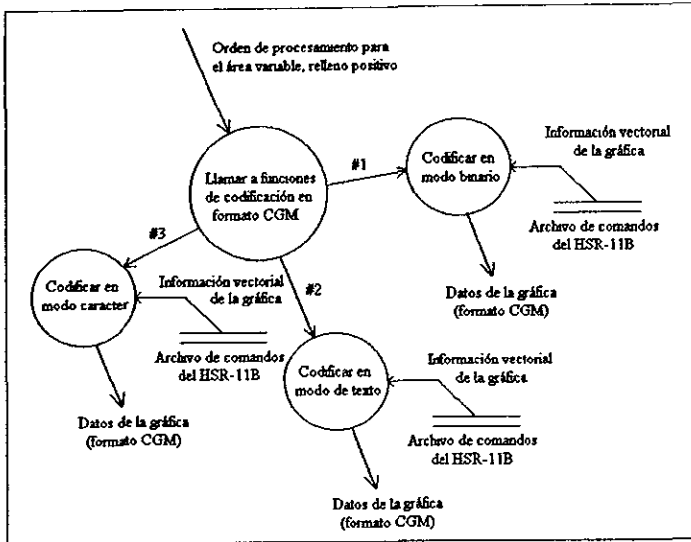 Orden de procesamiento para
el área variable, relleno positivo
Llamar a funciones
de codificación en
formato CGM
#1
Codificar en
modo binario
Información vectorial
de la gráfica
Archivo de comandos
del HSR-11B
Datos de la gráfica
(formato CGM)
#3
Codificar en
modo caracter
Información vectorial
de la gráfica
Archivo de comandos
del HSR-11B
Datos de la gráfica
(formato CGM)
#2
Codificar en
modo de texto
Información vectorial
de la gráfica
Archivo de comandos
del HSR-11B
Datos de la gráfica
(formato CGM)